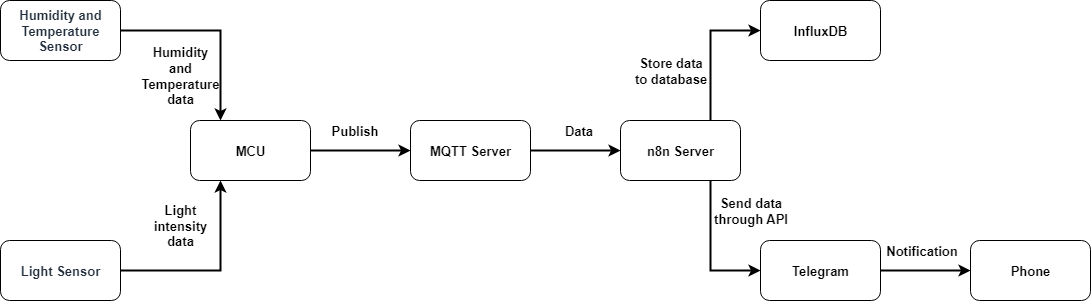 Humidity and
Temperature
Sensor
Humidity
and
Temperature
data
MCU
Light
intensity
data
Light Sensor
Publish
MQTT Server
Data
n8n Server
Store data
to database
InfluxDB
Send data
through API
Telegram
Notification
Phone